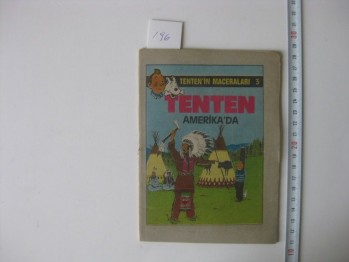 196
TENTEN'İN MACERALARI 3
TENTEN
AMERİKA'DA